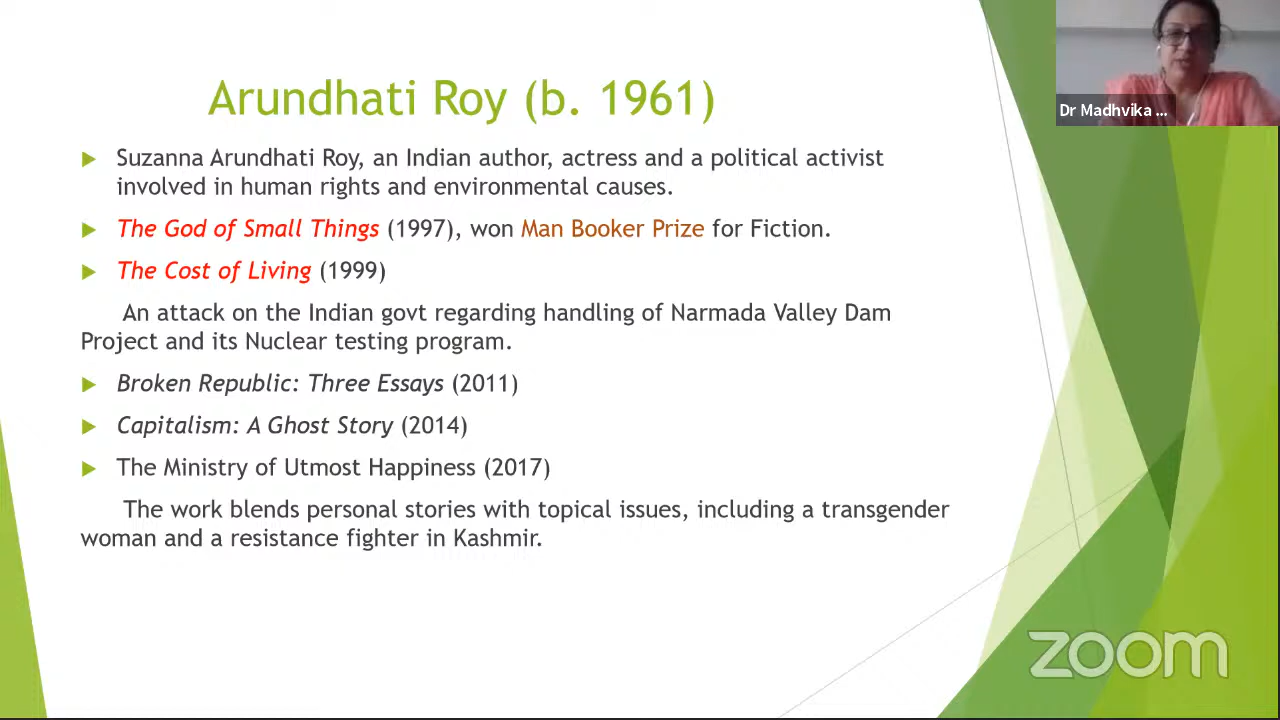 Arundhati Roy (b. 1961)
Dr Madhvika ...
Suzanna Arundhati Roy, an Indian author, actress and a political activist
involved in human rights and environmental causes.
The God of Small Things (1997), won Man Booker Prize for Fiction.
The Cost of Living (1999)
An attack on the Indian govt regarding handling of Narmada Valley Dam
Project and its Nuclear testing program.
Broken Republic: Three Essays (2011)
Capitalism: A Ghost Story (2014)
The Ministry of Utmost Happiness (2017)
The work blends personal stories with topical issues, including a transgender
woman and a resistance fighter in Kashmir.
zoom